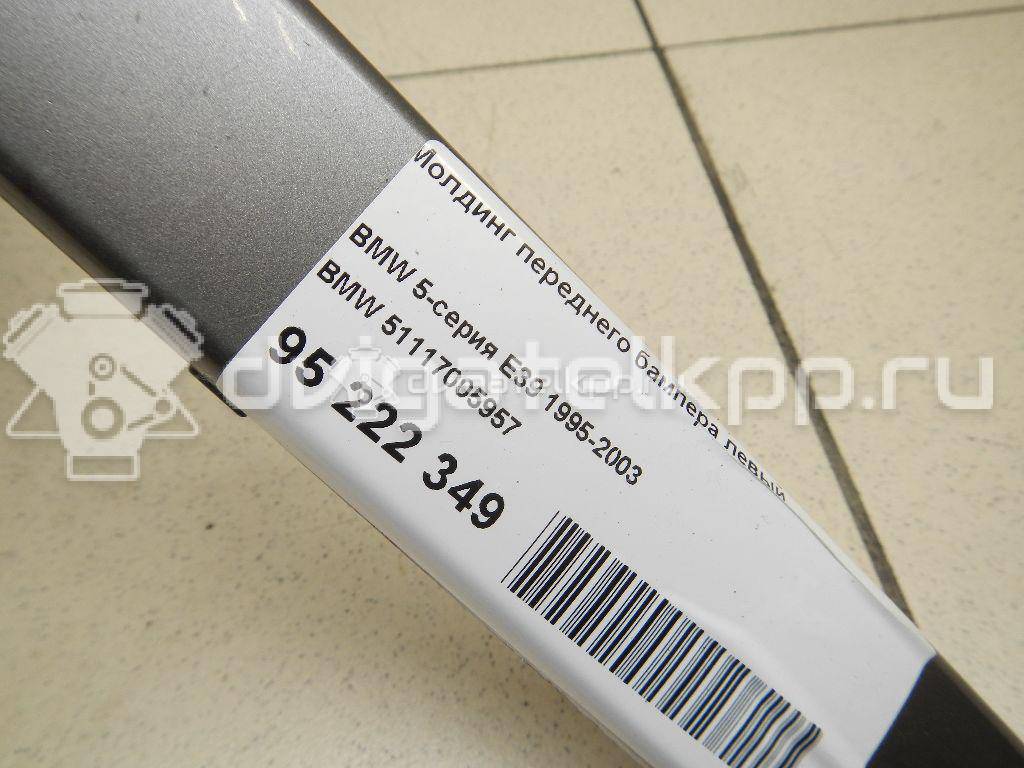 Молдинг переднего бампера левый
BMW 5-серия E39 1995-2003
BMW 51117005957
95 222 349
dvigatelkpp.ru